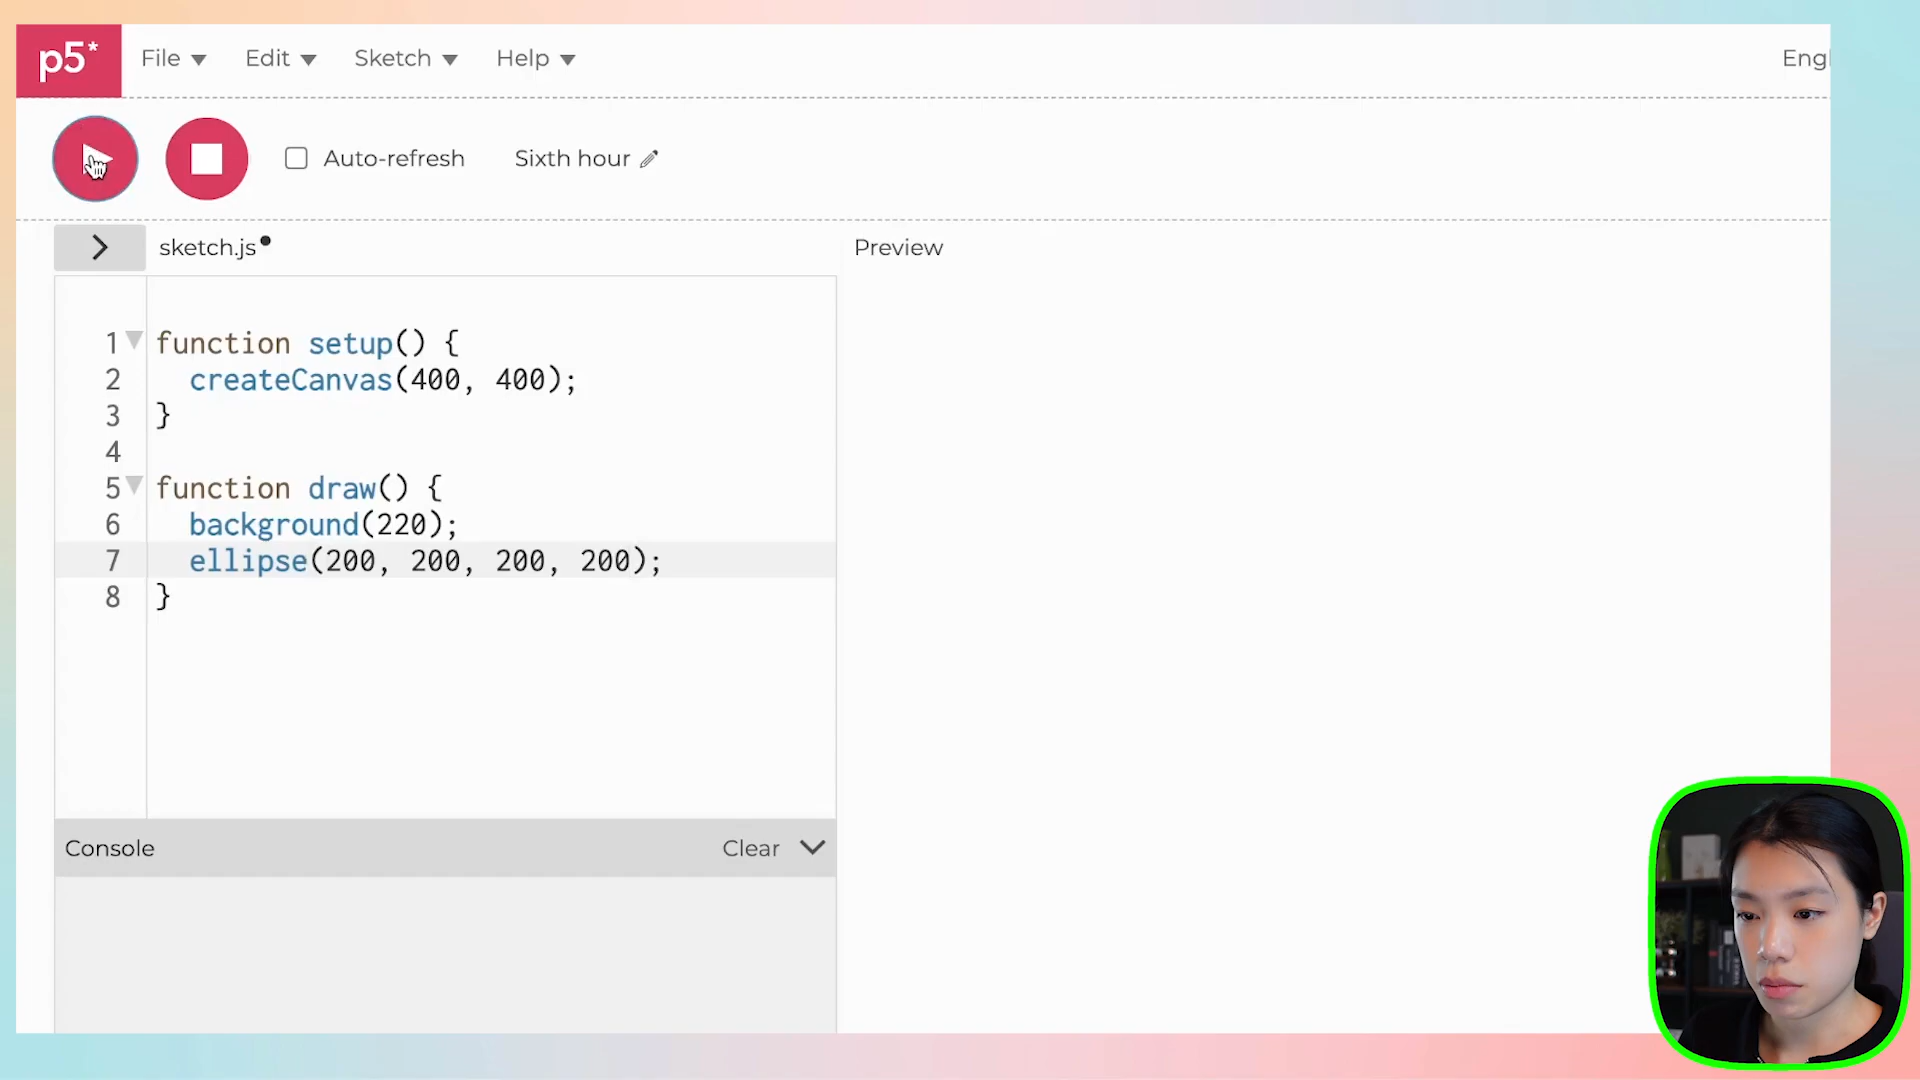 p5*
File Edit Sketch Help Engl
Auto-refresh Sixth hour
sketch.js
Preview
1 function setup() {
2 createCanvas(400, 400);
3 }
4
5 function draw() {
6 background(220);
7 ellipse(200, 200, 200, 200);
8 }
Console Clear